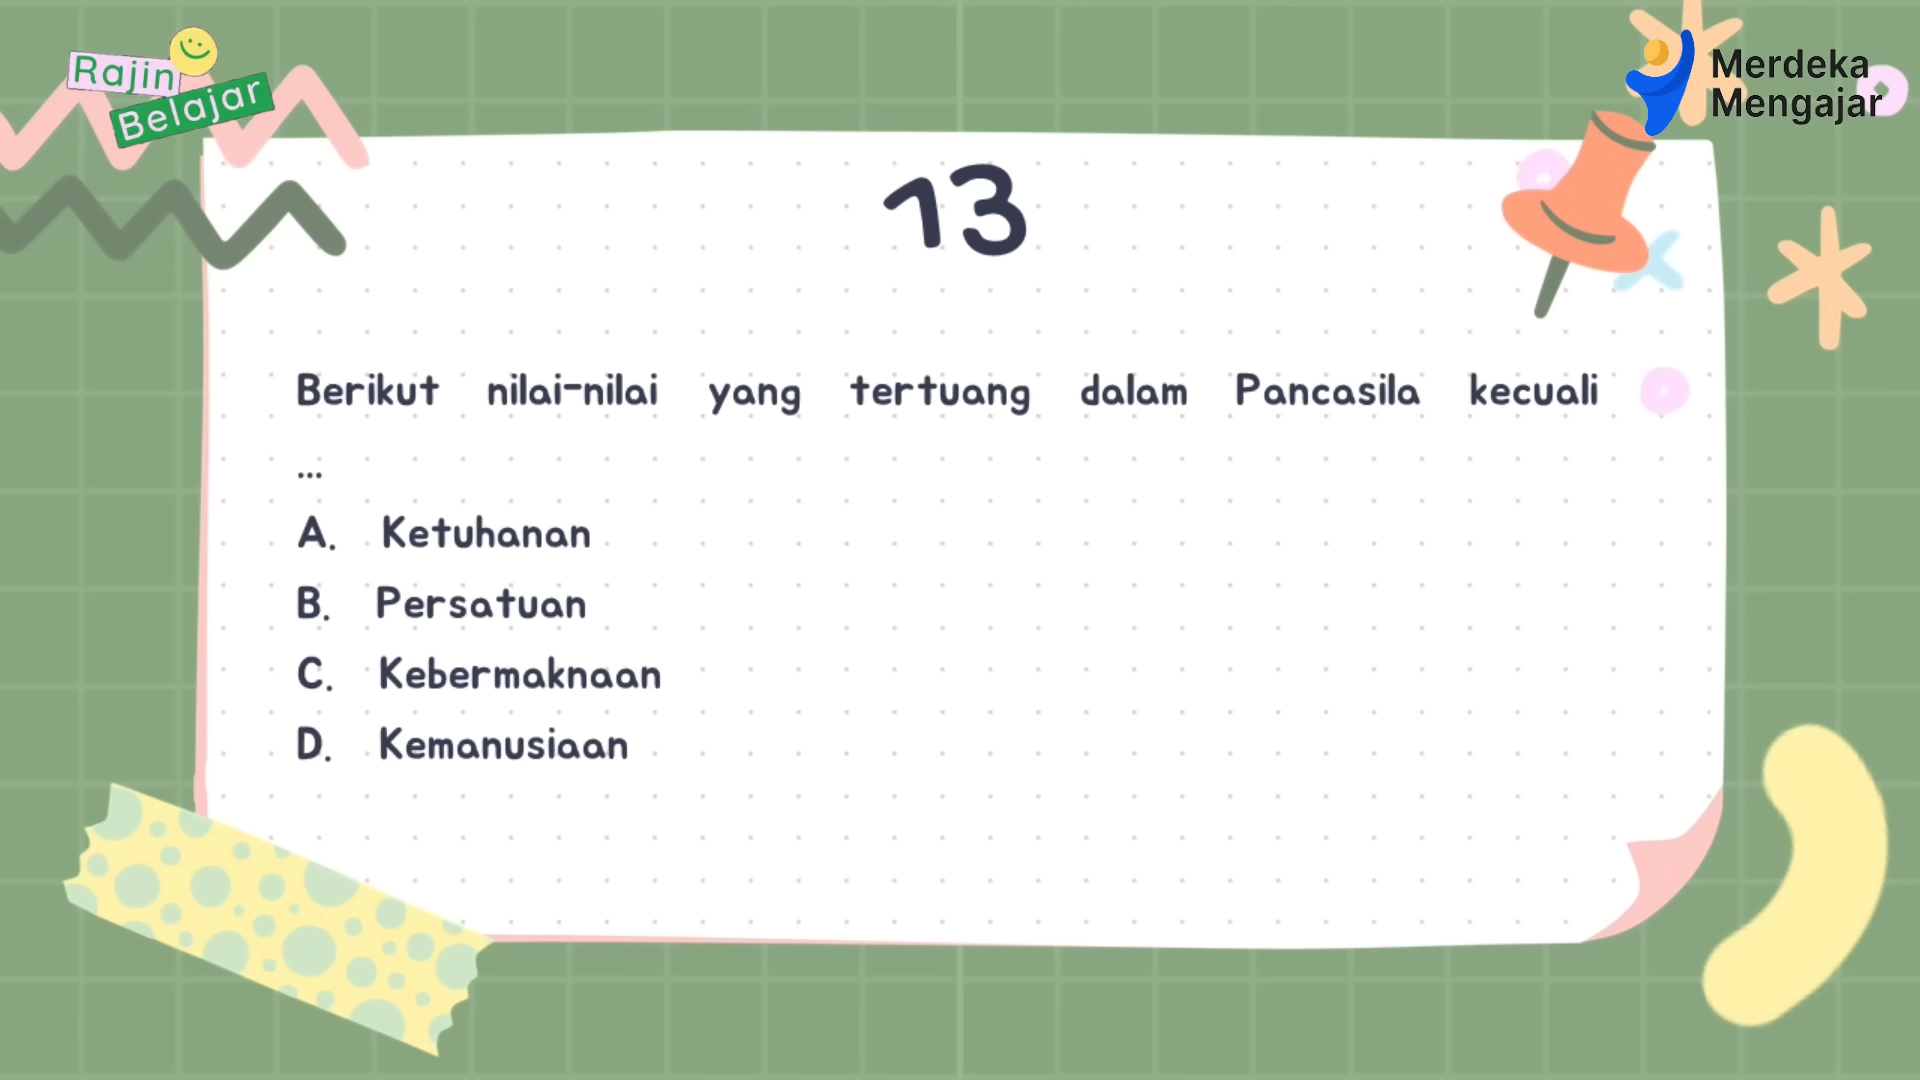 Rajin
Belajar
Merdeka
Mengajar
13
Berikut nilai-nilai yang tertuang dalam Pancasila kecuali
...
A. Ketuhanan
B. Persatuan
C. Kebermaknaan
D. Kemanusiaan